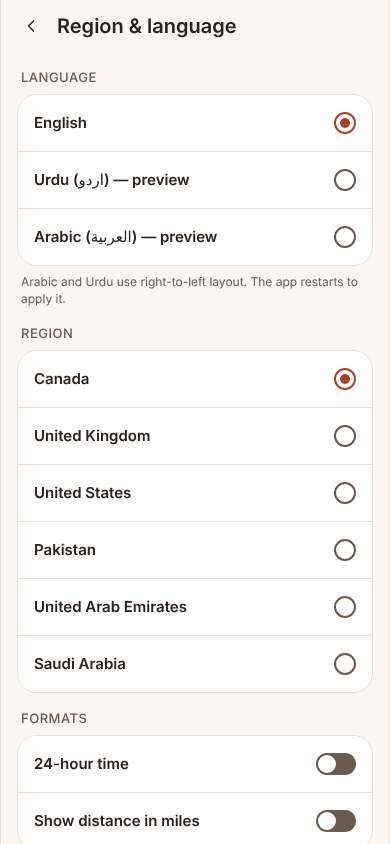 Region & language
LANGUAGE
English
Urdu (اردو) — preview
Arabic (العربية) — preview
Arabic and Urdu use right-to-left layout. The app restarts to
apply it.
REGION
Canada
United Kingdom
United States
Pakistan
United Arab Emirates
Saudi Arabia
FORMATS
24-hour time
Show distance in miles